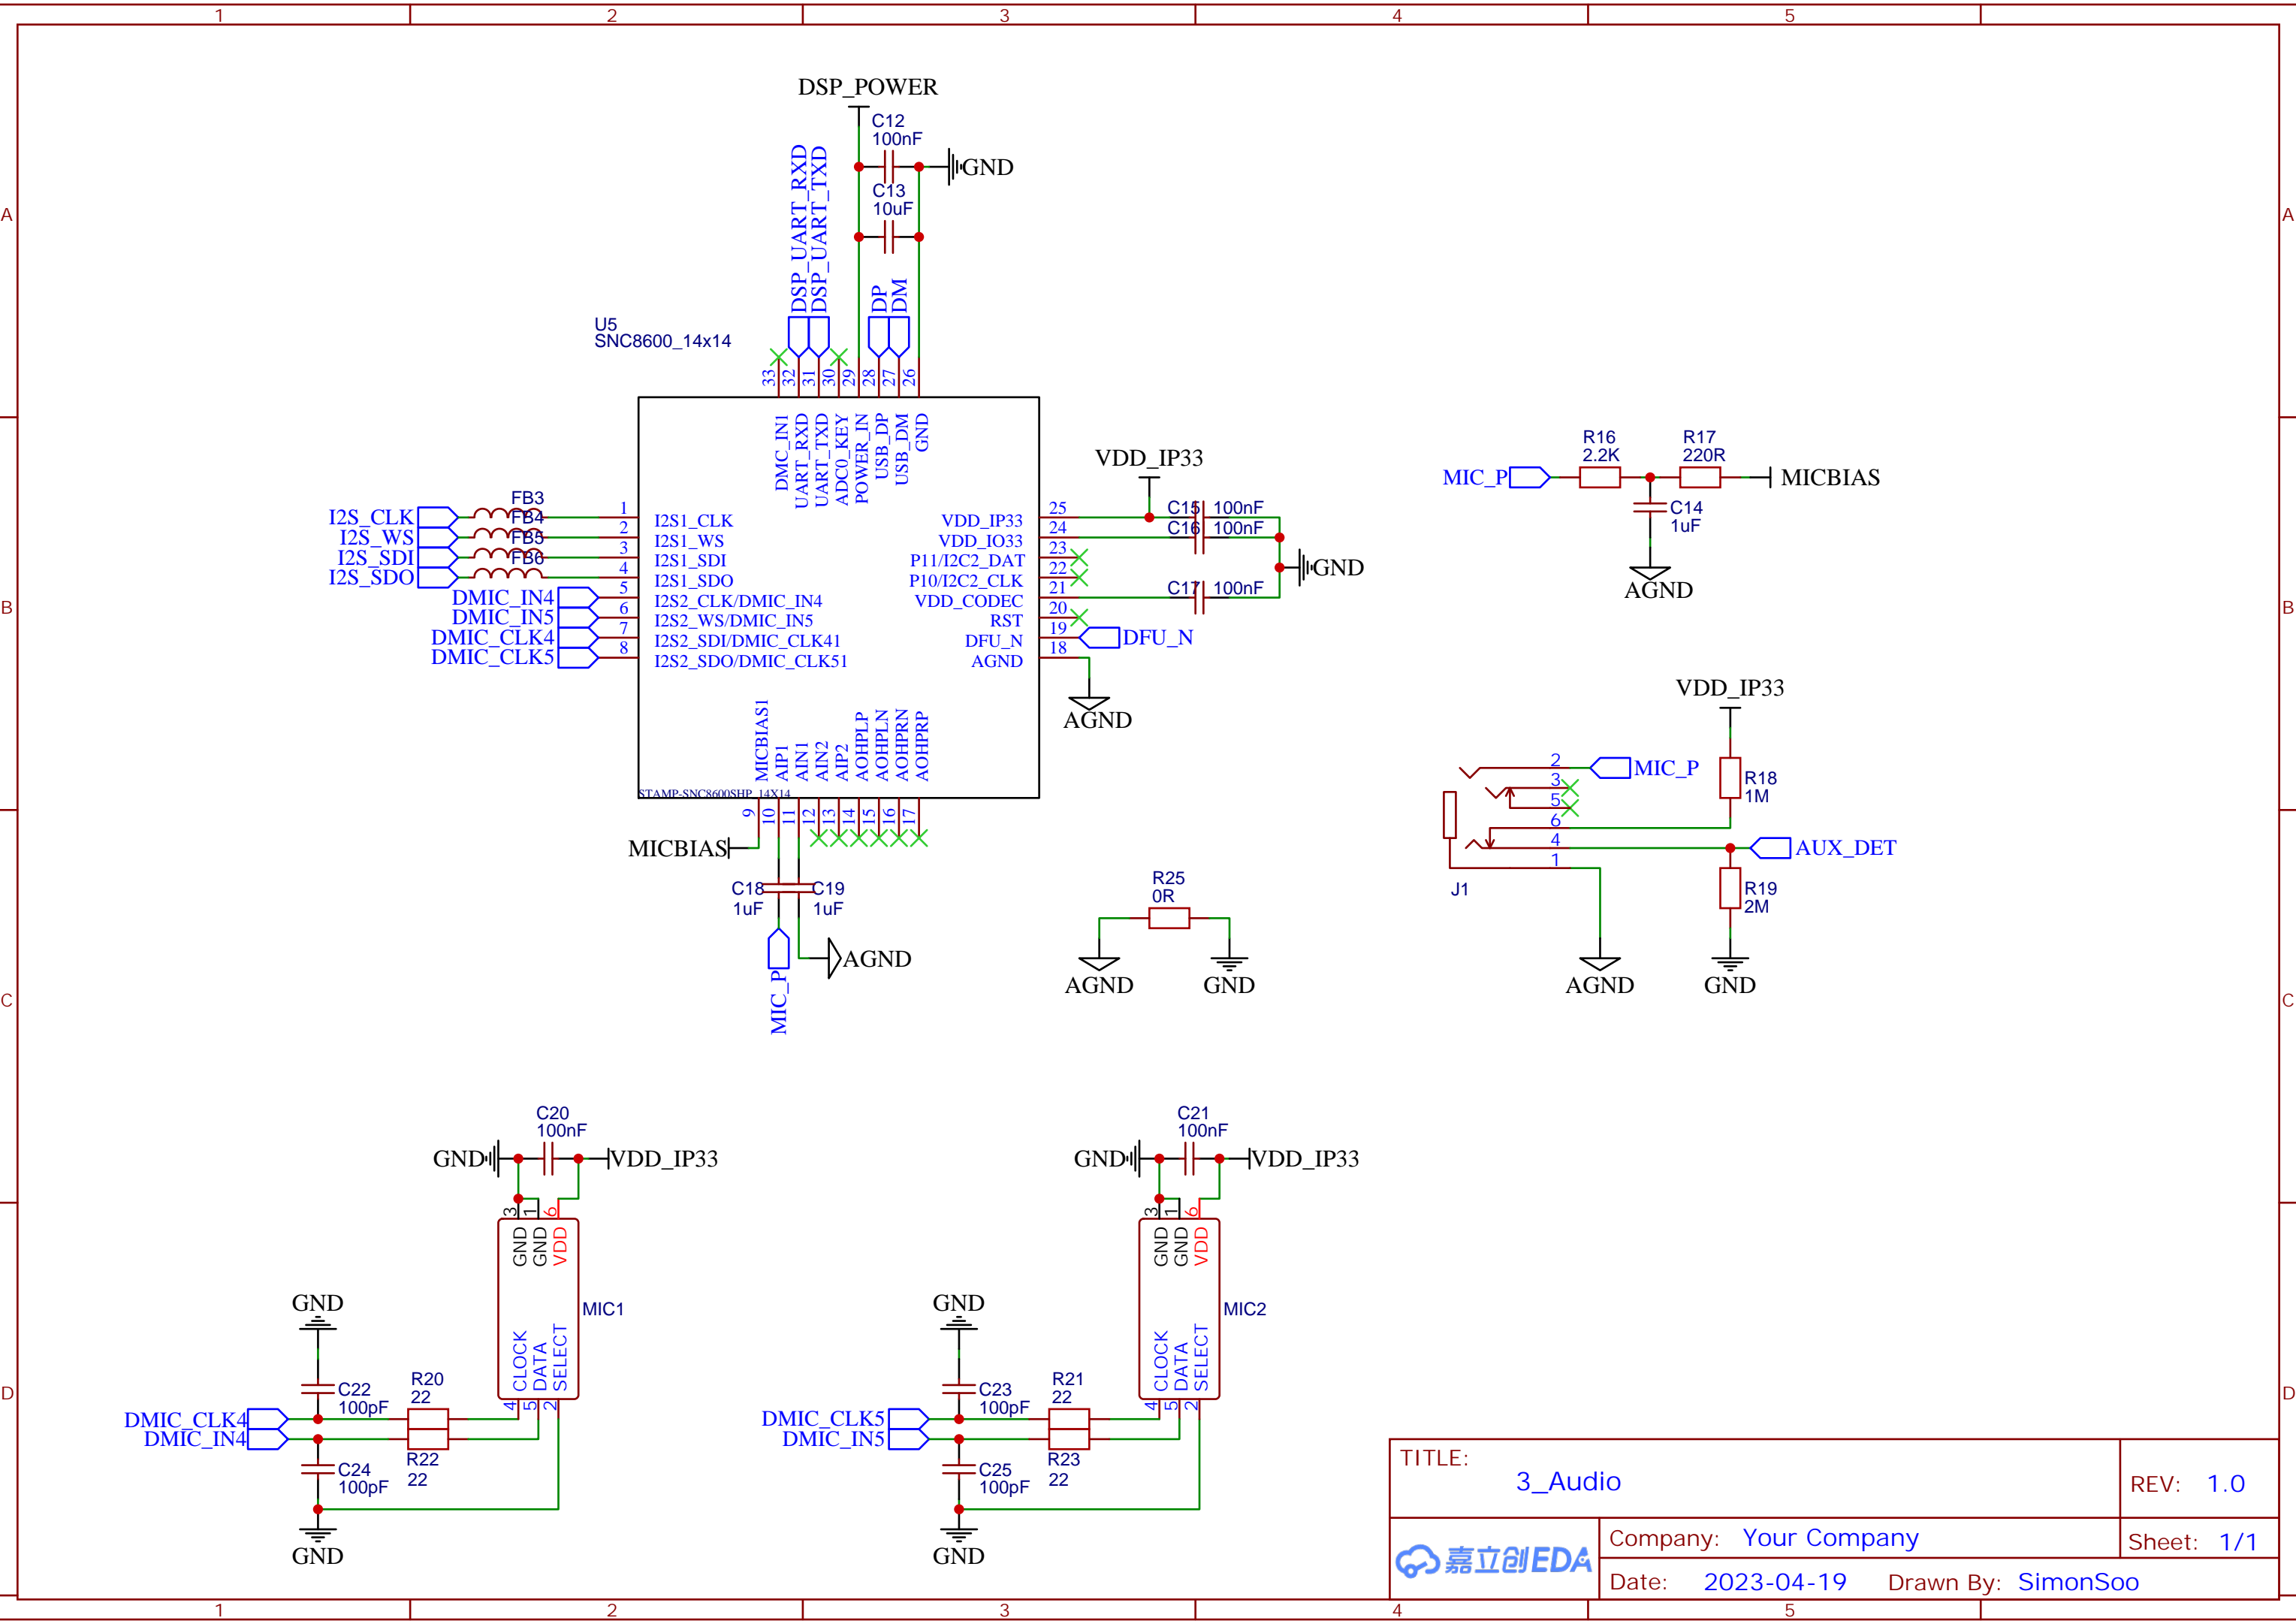 1 2 3 4 5
A
B
C
D
A
B
C
D
1 2 3 4 5
DSP_POWER
C12
100nF
GND
C13
10uF
DSP_UART_RXD
DSP_UART_TXD
DP
DM
U5
SNC8600_14x14
33 32 31 30 29 28 27 26
DMC_IN1
UART_RXD
UART_TXD
ADC0_KEY
POWER_IN
USB_DP
USB_DM
GND
FB3
FB4
FB5
FB6
I2S_CLK
I2S_WS
I2S_SDI
I2S_SDO
DMIC_IN4
DMIC_IN5
DMIC_CLK4
DMIC_CLK5
1 I2S1_CLK
2 I2S1_WS
3 I2S1_SDI
4 I2S1_SDO
5 I2S2_CLK/DMIC_IN4
6 I2S2_WS/DMIC_IN5
7 I2S2_SDI/DMIC_CLK41
8 I2S2_SDO/DMIC_CLK51
VDD_IP33 25
VDD_IO33 24
P11/I2C2_DAT 23
P10/I2C2_CLK 22
VDD_CODEC 21
RST 20
DFU_N 19
AGND 18
VDD_IP33
C15 100nF
C16 100nF
C17 100nF
GND
DFU_N
AGND
MICBIAS1
AIP1
AIN1
AIN2
AIP2
AOHPLP
AOHPLN
AOHPRN
AOHPRP
STAMP-SNC8600SHP_14X14
9 10 11 12 13 14 15 16 17
MICBIAS
C18
1uF
C19
1uF
AGND
MIC_P
R25
0R
AGND
GND
MIC_P
R16
2.2K
R17
220R
MICBIAS
C14
1uF
AGND
VDD_IP33
R18
1M
2
3
5
6
4
1
MIC_P
AUX_DET
J1
R19
2M
AGND
GND
C20
100nF
GND
VDD_IP33
3 1 6
GND
GND
VDD
MIC1
CLOCK
DATA
SELECT
4 5 2
GND
C22
100pF
R20
22
DMIC_CLK4
DMIC_IN4
C24
100pF
R22
22
GND
C21
100nF
GND
VDD_IP33
3 1 6
GND
GND
VDD
MIC2
CLOCK
DATA
SELECT
4 5 2
GND
C23
100pF
R21
22
DMIC_CLK5
DMIC_IN5
C25
100pF
R23
22
GND
TITLE:
3_Audio
REV: 1.0
嘉立创EDA
Company: Your Company
Sheet: 1/1
Date: 2023-04-19
Drawn By: SimonSoo